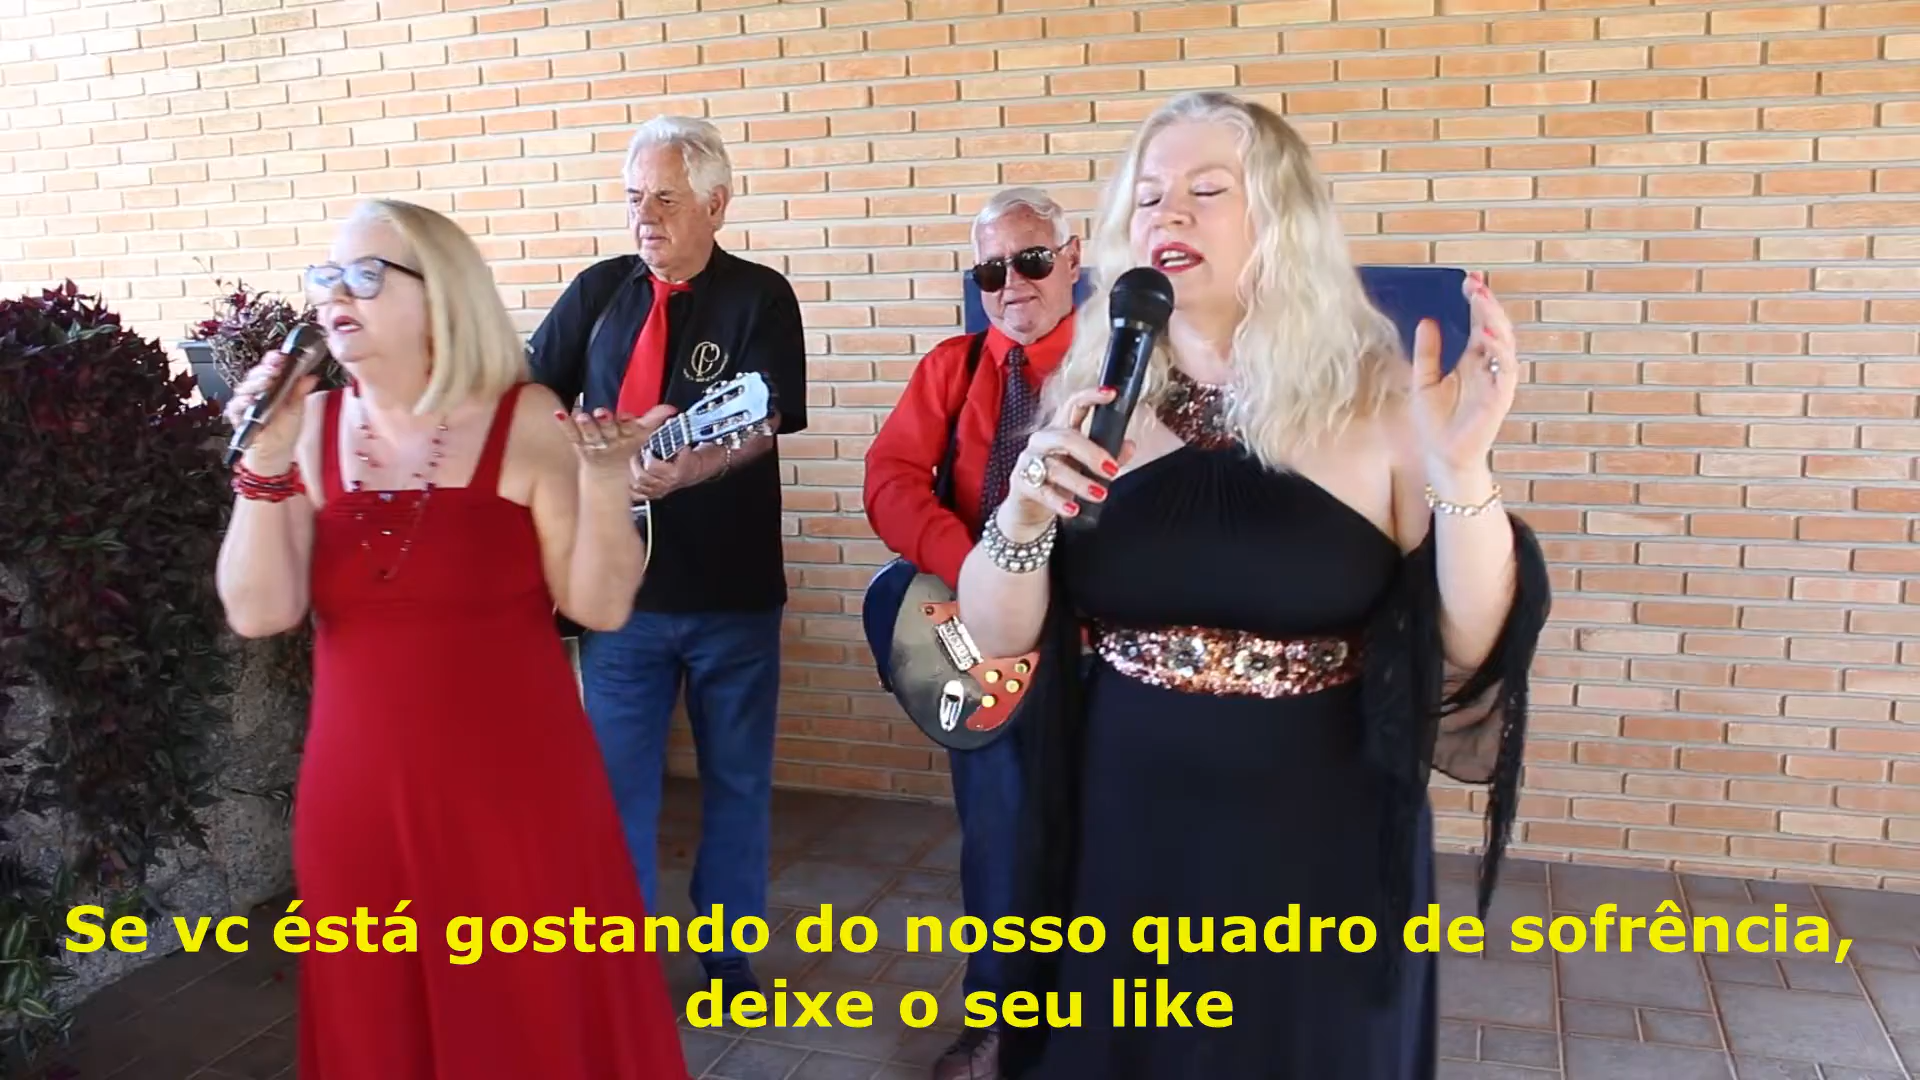 Se vc éstá gostando do nosso quadro de sofrência,
deixe o seu like